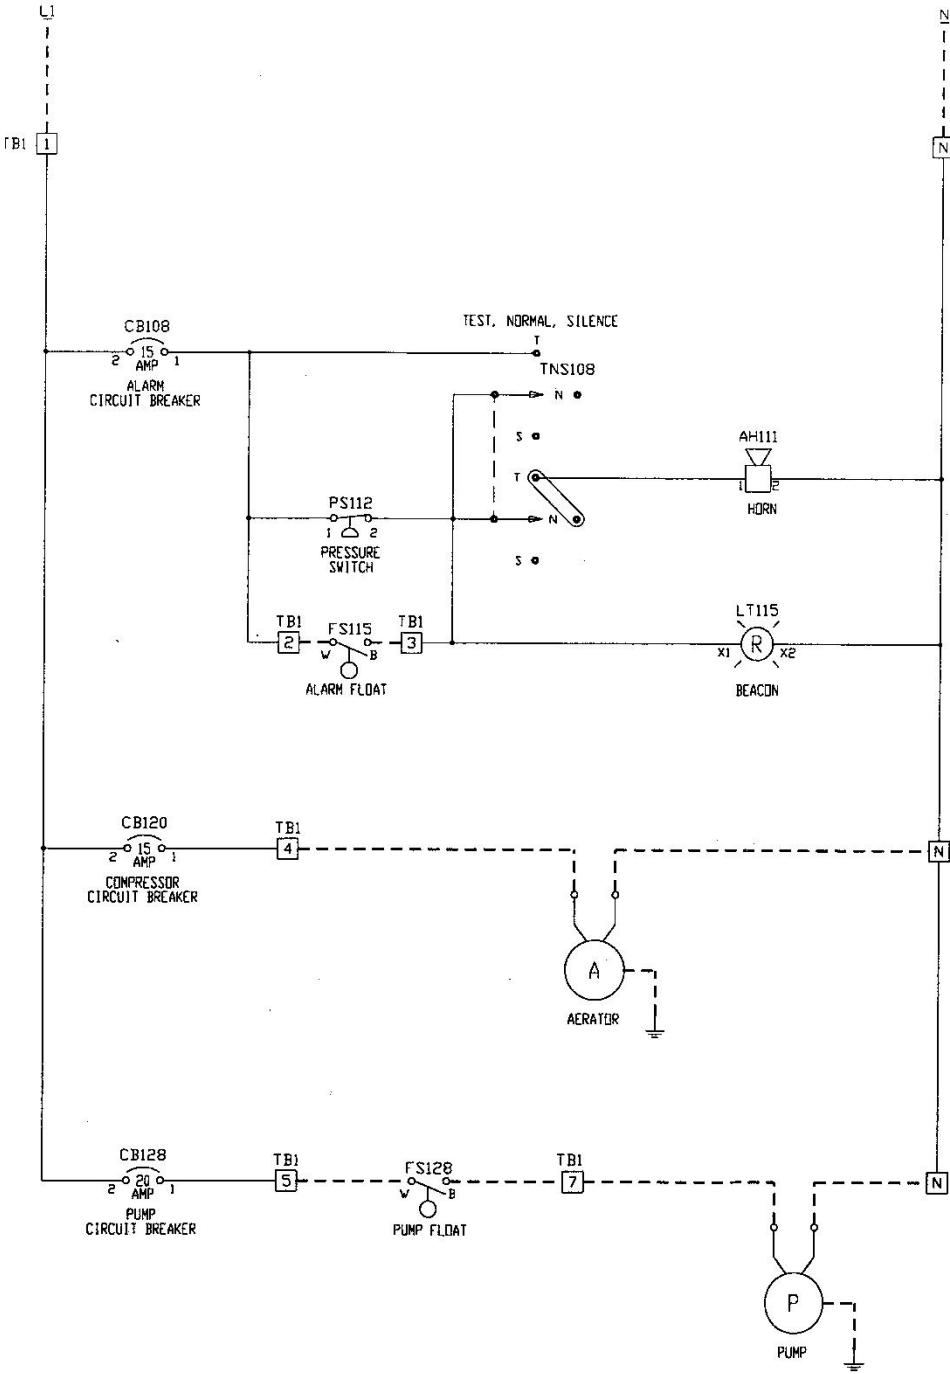 L1
N
TB1 1
N
TEST, NORMAL, SILENCE
CB108
T
2 15 1
AMP
TNS108
ALARM
CIRCUIT BREAKER
N
S
AH111
T
1 2
PS112
HORN
N
1 2
PRESSURE
SWITCH
S
LT115
TB1 FS115 TB1
2 3 R
W B X1 X2
ALARM FLOAT
BEACON
CB120
TB1
2 15 1
4
N
AMP
COMPRESSOR
CIRCUIT BREAKER
A
AERATOR
CB128
TB1 FS128 TB1
2 20 1
5 7
N
AMP
W B
PUMP
CIRCUIT BREAKER
PUMP FLOAT
P
PUMP